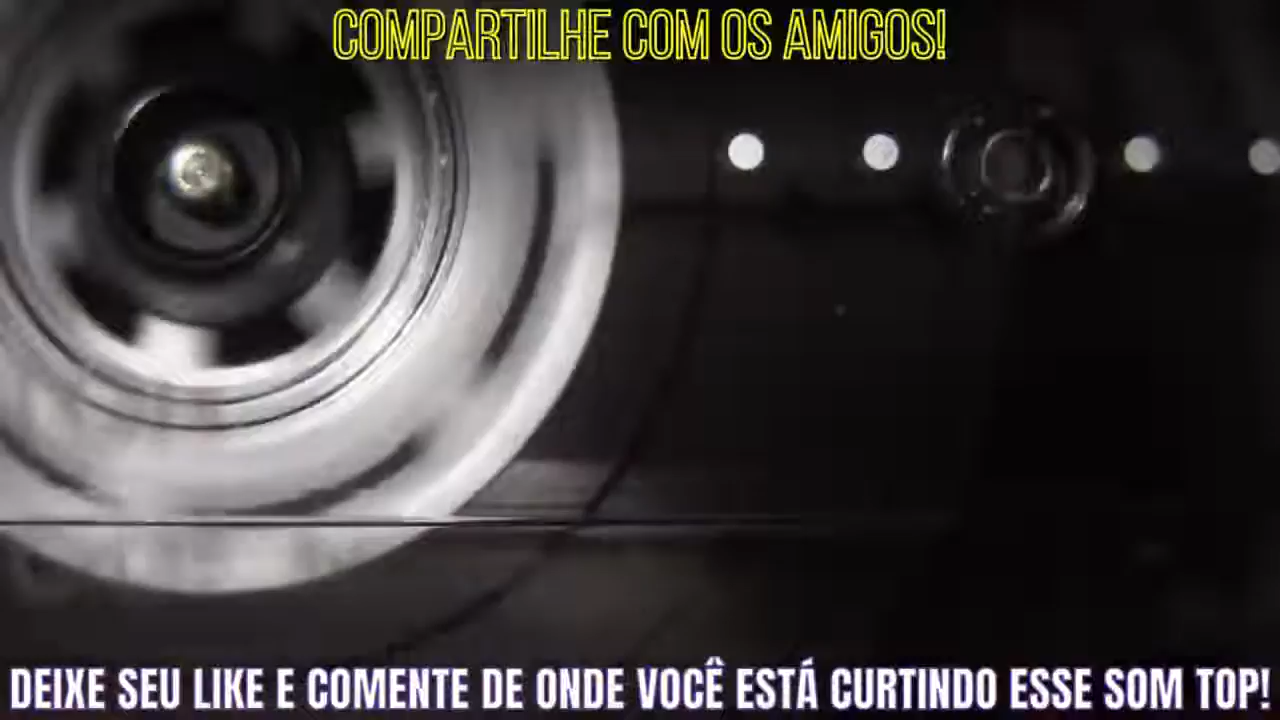 COMPARTILHE COM OS AMIGOS!
DEIXE SEU LIKE E COMENTE DE ONDE VOCÊ ESTÁ CURTINDO ESSE SOM TOP!